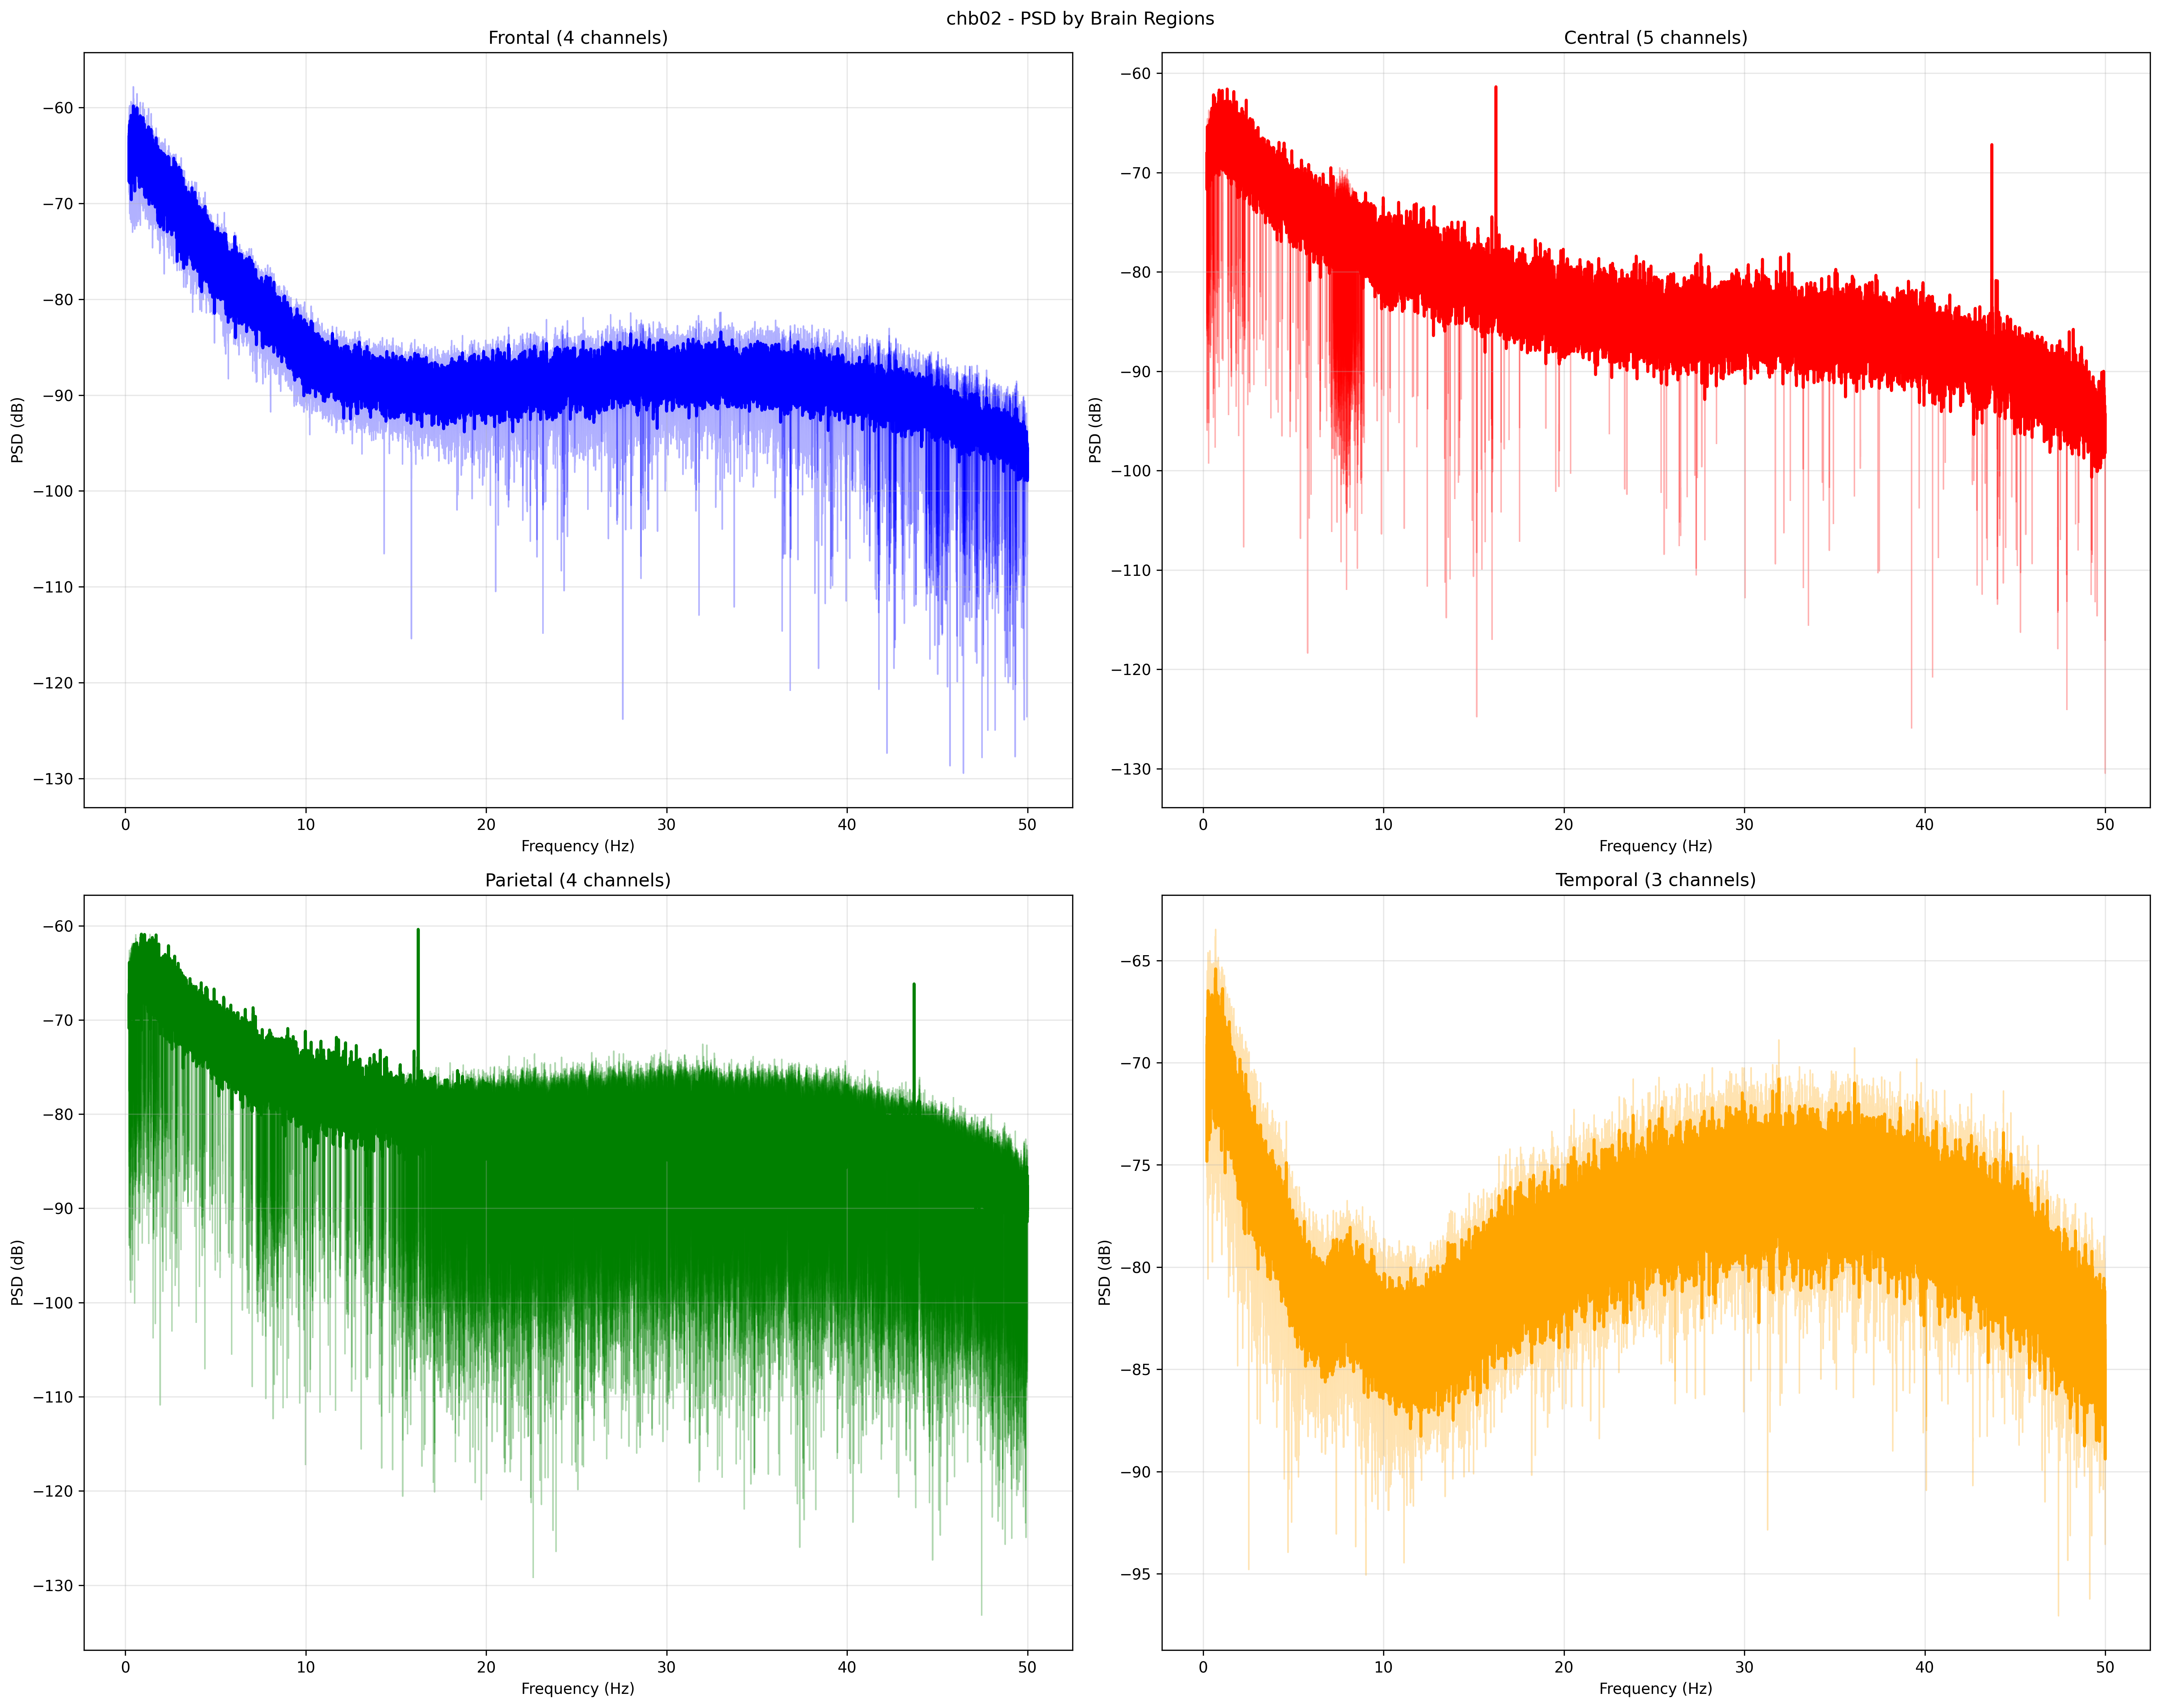 chb02 - PSD by Brain Regions
Frontal (4 channels)
PSD (dB)
−60
−70
−80
−90
−100
−110
−120
−130
0 10 20 30 40 50
Frequency (Hz)
Central (5 channels)
PSD (dB)
−60
−70
−80
−90
−100
−110
−120
−130
0 10 20 30 40 50
Frequency (Hz)
Parietal (4 channels)
PSD (dB)
−60
−70
−80
−90
−100
−110
−120
−130
0 10 20 30 40 50
Frequency (Hz)
Temporal (3 channels)
PSD (dB)
−65
−70
−75
−80
−85
−90
−95
0 10 20 30 40 50
Frequency (Hz)